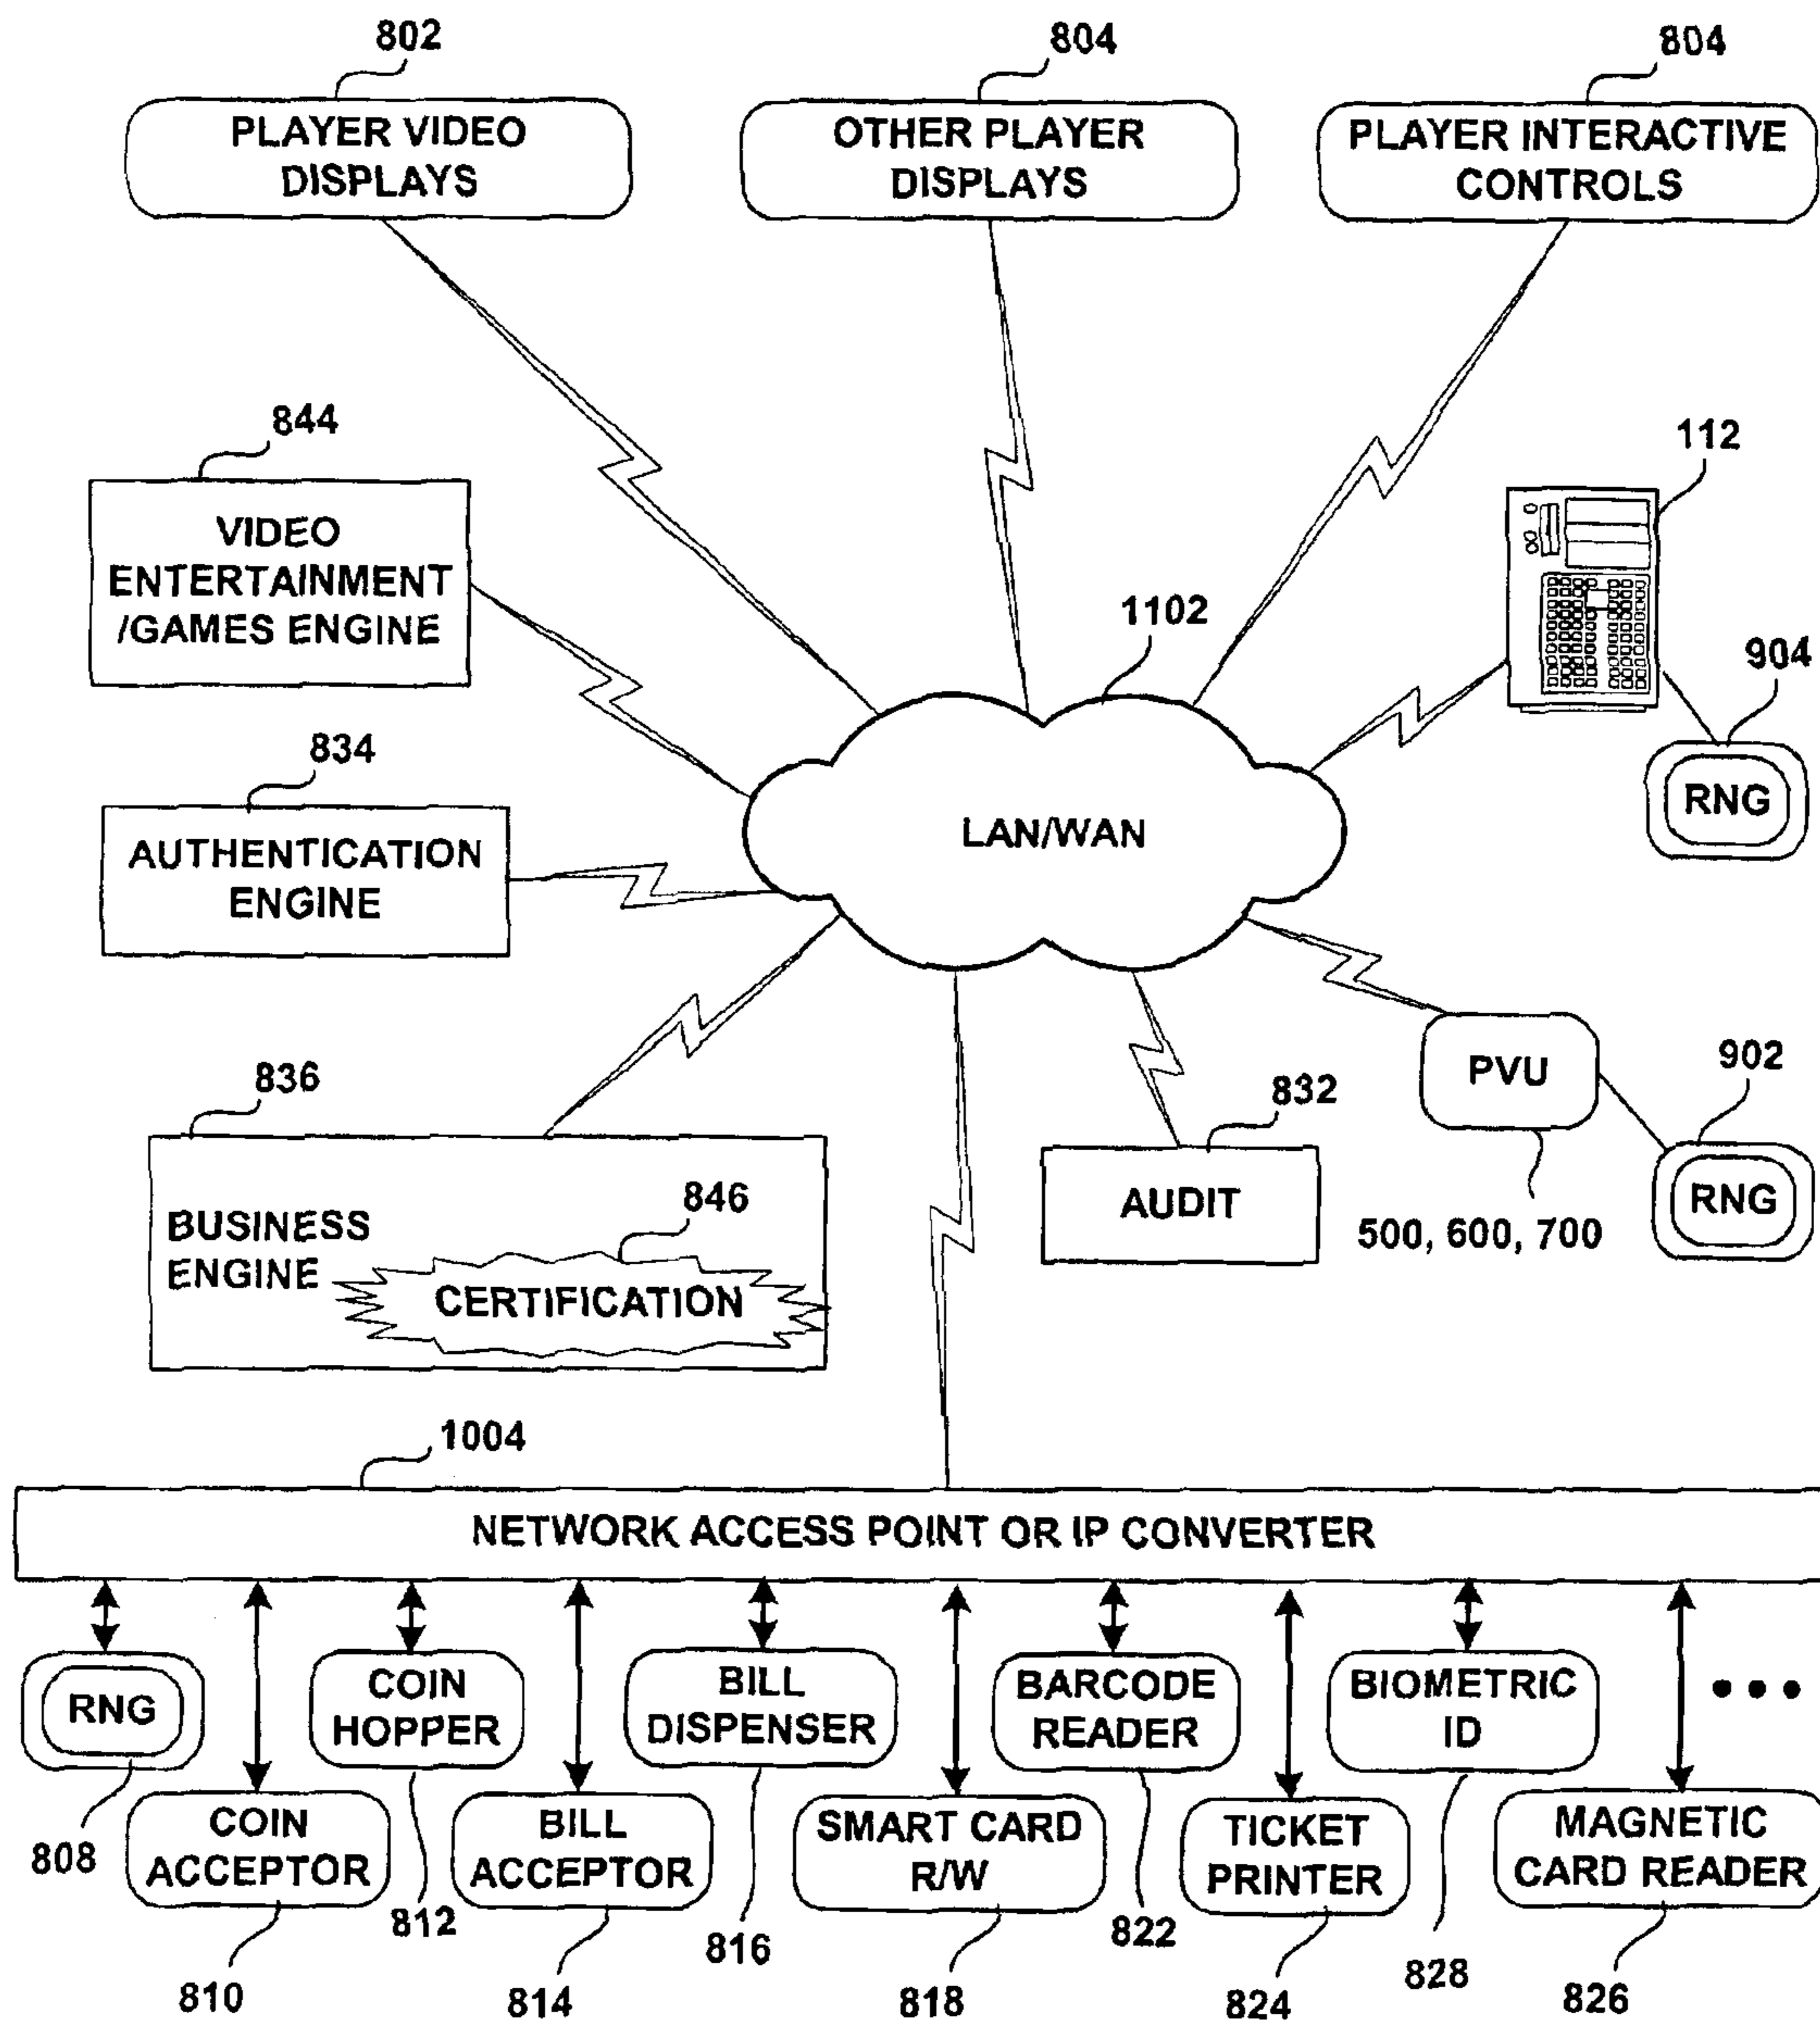 802
804
804
PLAYER VIDEO
DISPLAYS
OTHER PLAYER
DISPLAYS
PLAYER INTERACTIVE
CONTROLS
844
112
VIDEO
ENTERTAINMENT
/GAMES ENGINE
1102
904
RNG
834
LAN/WAN
AUTHENTICATION
ENGINE
PVU
902
836
832
RNG
BUSINESS
ENGINE
846
CERTIFICATION
AUDIT
500, 600, 700
1004
NETWORK ACCESS POINT OR IP CONVERTER
RNG
COIN
HOPPER
BILL
DISPENSER
BARCODE
READER
BIOMETRIC
ID
• • •
808
COIN
ACCEPTOR
812
BILL
ACCEPTOR
816
SMART CARD
R/W
822
TICKET
PRINTER
828
MAGNETIC
CARD READER
810
814
818
824
826